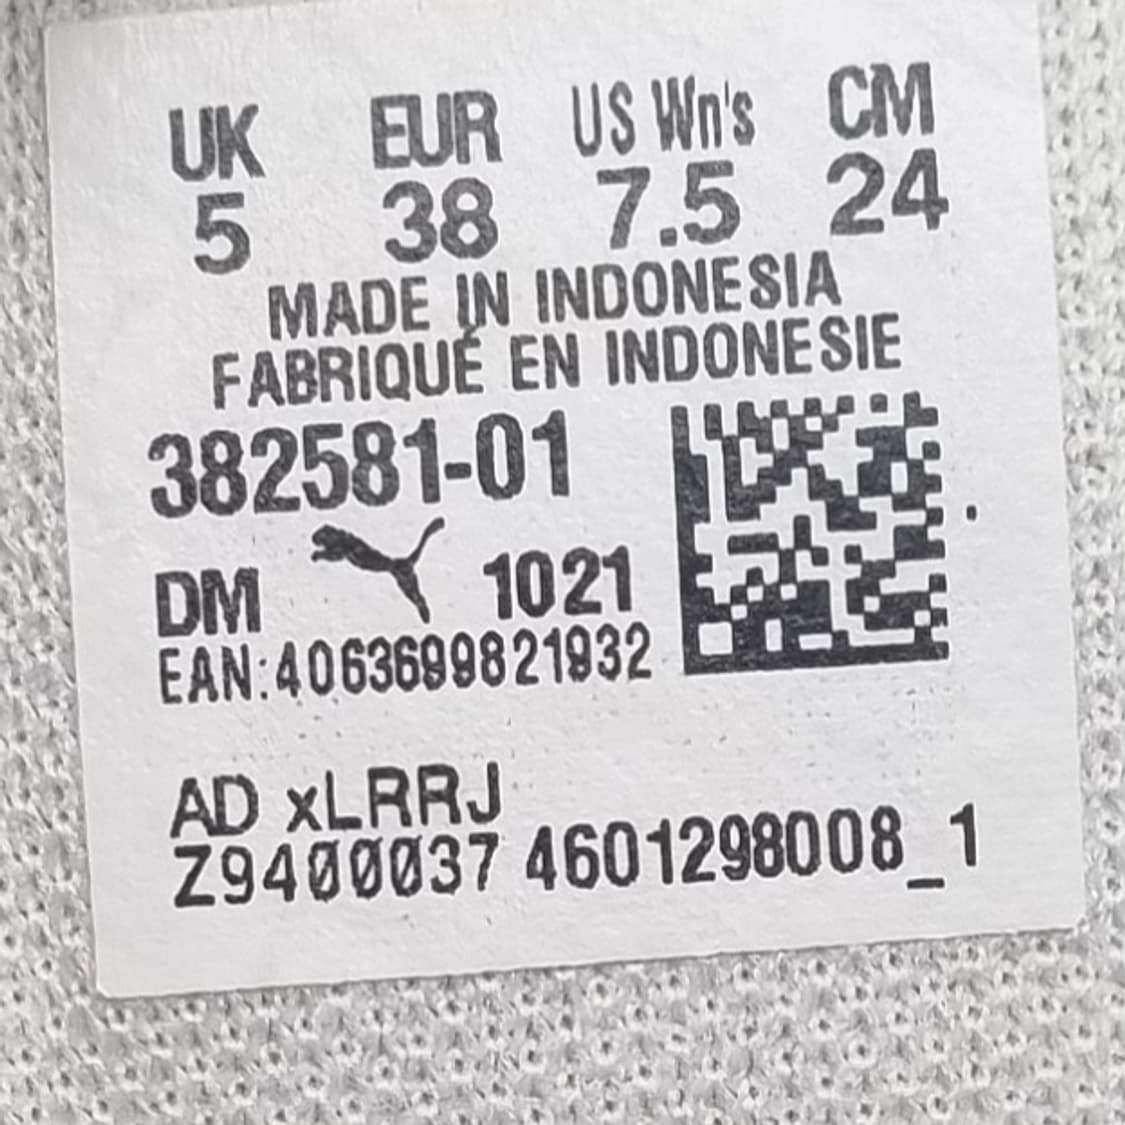 UK EUR US Wn's CM
5 38 7.5 24
MADE IN INDONESIA
FABRIQUÉ EN INDONESIE
382581-01
DM 1021
EAN:4063699821932
AD xLRRJ
Z9400037 4601298008_1